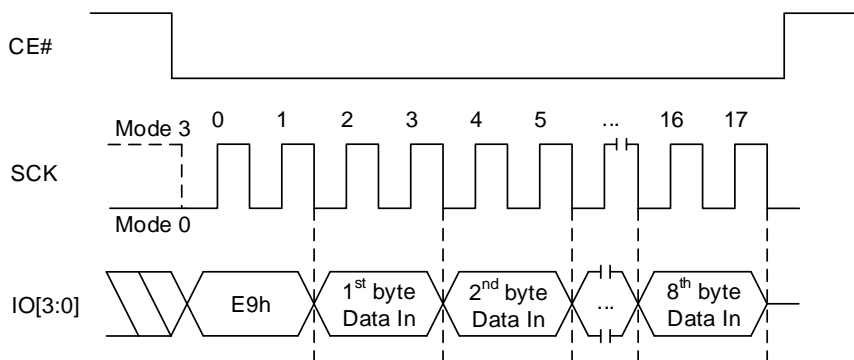 CE#
0 1 2 3 4 5 ... 16 17
Mode 3
SCK
Mode 0
IO[3:0]
E9h
1st byte
Data In
2nd byte
Data In
...
8th byte
Data In